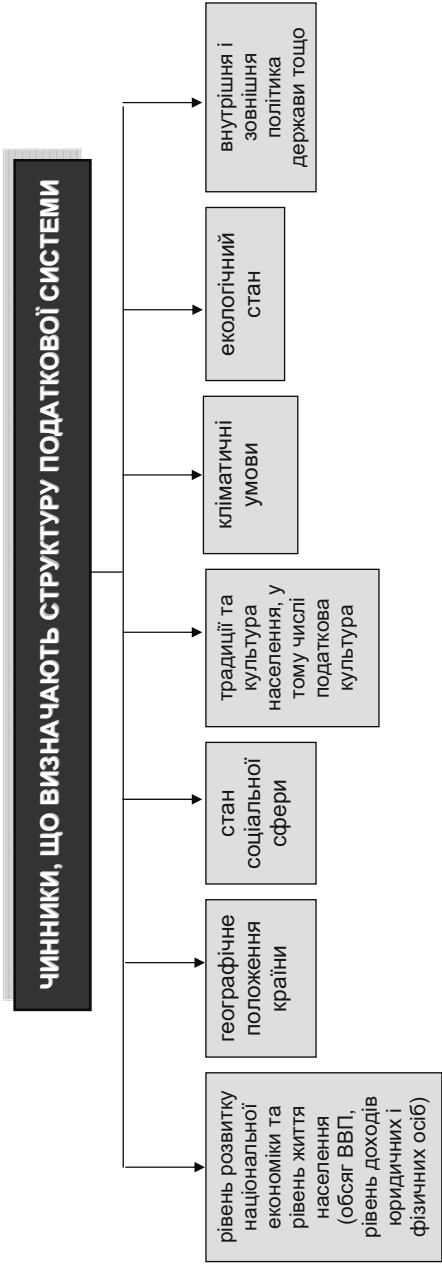 ЧИННИКИ, ЩО ВИЗНАЧАЮТЬ СТРУКТУРУ ПОДАТКОВОЇ СИСТЕМИ
рівень розвитку
національної
економіки та
рівень життя
населення
(обсяг ВВП,
рівень доходів
юридичних і
фізичних осіб)
географічне
положення
країни
стан
соціальної
сфери
традиції та
культура
населення, у
тому числі
податкова
культура
кліматичні
умови
екологічний
стан
внутрішня і
зовнішня
політика
держави тощо